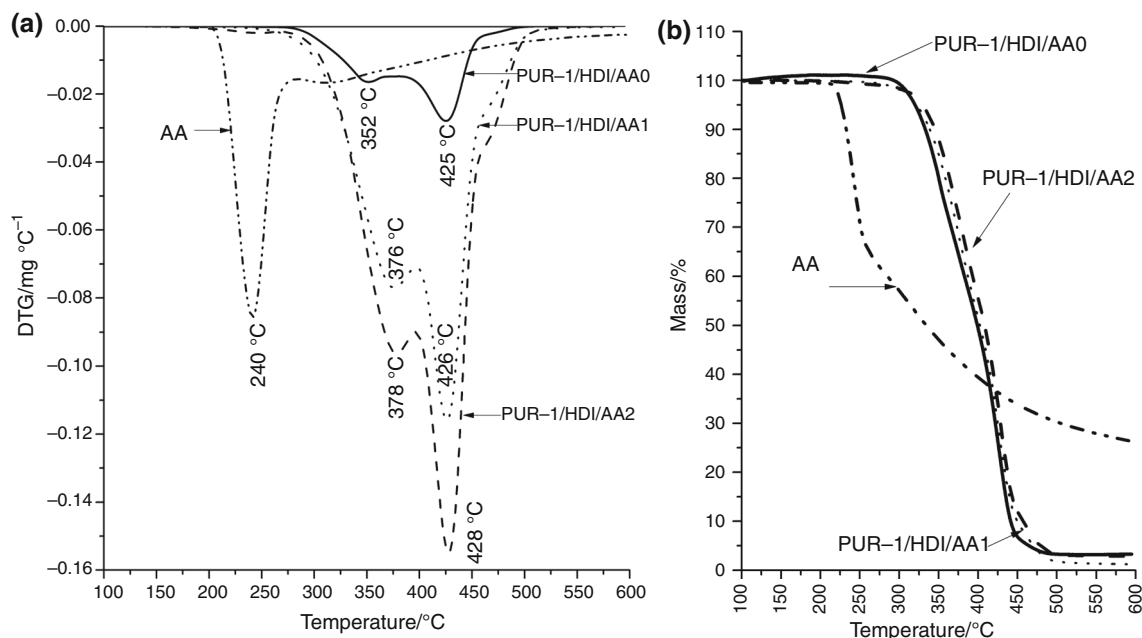 (a)
0.00
−0.02
−0.04
−0.06
−0.08
−0.10
−0.12
−0.14
−0.16
DTG/mg °C⁻¹
100 150 200 250 300 350 400 450 500 550 600
Temperature/°C
AA
240 °C
352 °C
425 °C
376 °C
426 °C
378 °C
428 °C
PUR–1/HDI/AA0
PUR–1/HDI/AA1
PUR–1/HDI/AA2
(b)
110
110
90
80
70
60
50
40
30
20
10
0
Mass/%
100 150 200 250 300 350 400 450 500 550 600
Temperature/°C
PUR–1/HDI/AA0
PUR–1/HDI/AA2
AA
PUR–1/HDI/AA1